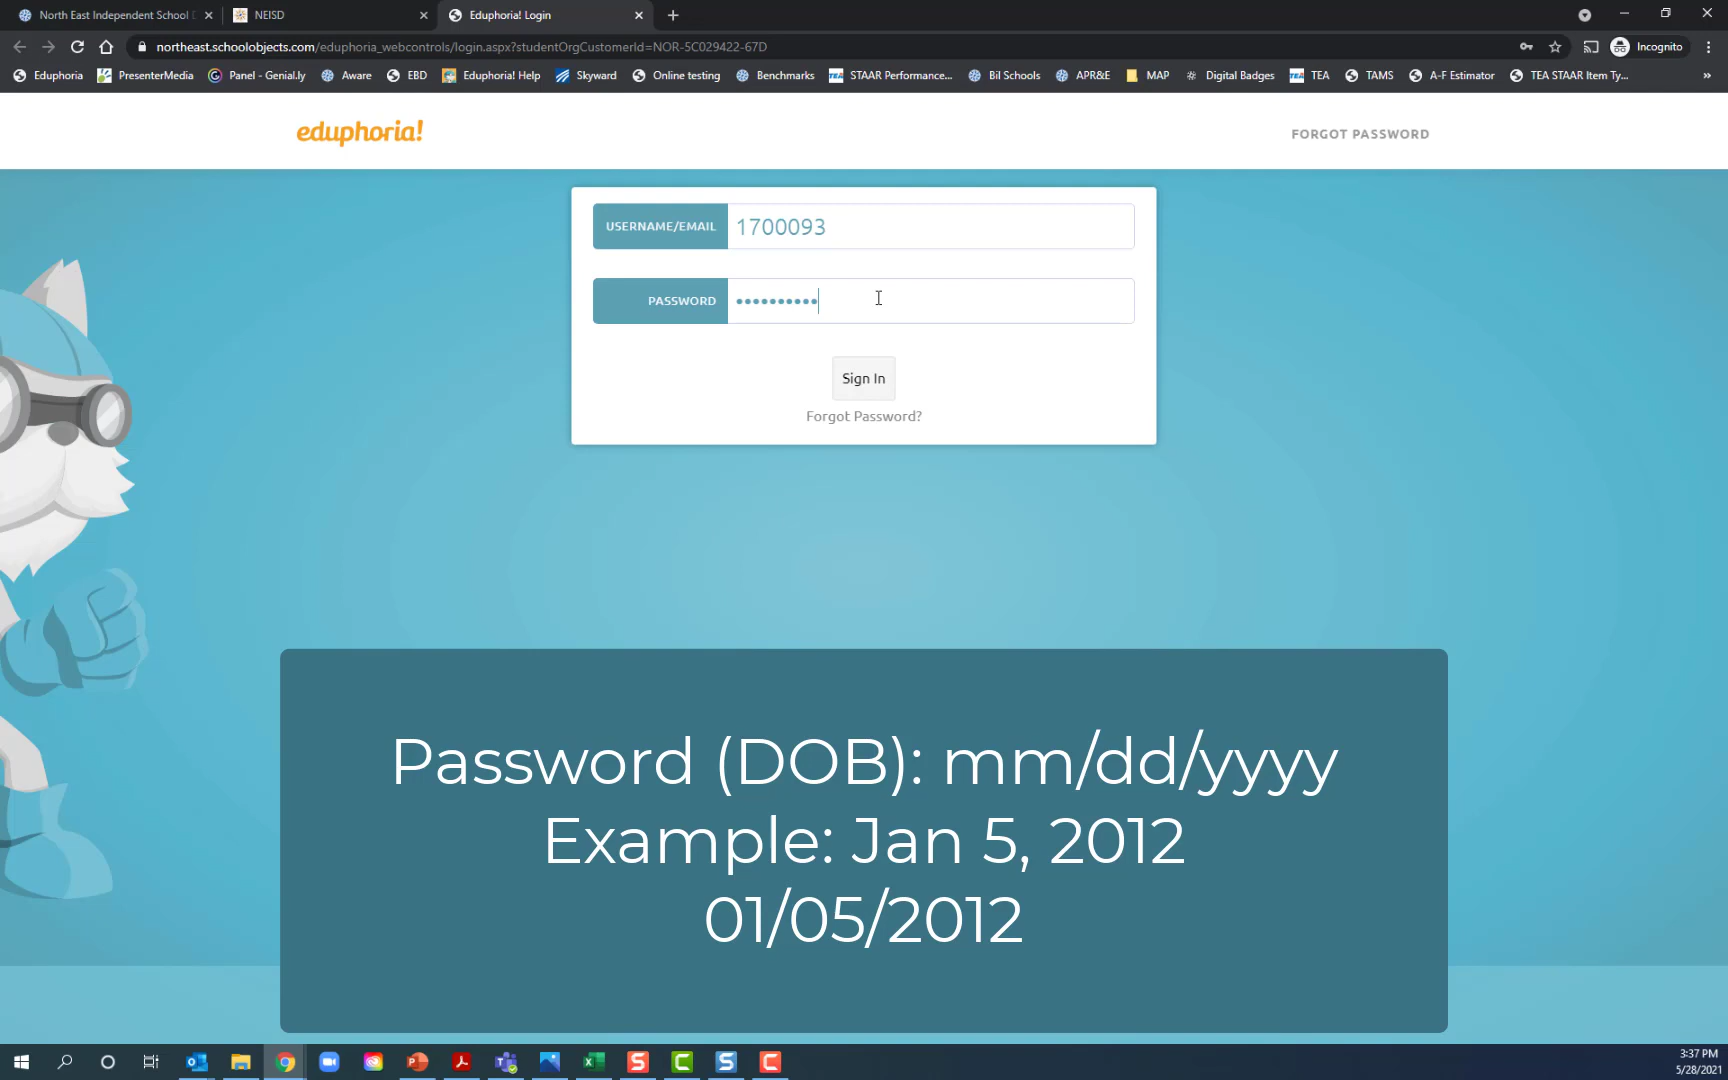 North East Independent School D
NEISD
Eduphoria! Login
northeast.schoolobjects.com/eduphoria_webcontrols/login.aspx?studentOrgCustomerId=NOR-5C029422-67D
Incognito
Eduphoria
PresenterMedia
Panel - Genial.ly
Aware
EBD
Eduphoria! Help
Skyward
Online testing
Benchmarks
TEA STAAR Performance...
Bil Schools
APR&E
MAP
Digital Badges
TEA TEA
TAMS
A-F Estimator
TEA STAAR Item Ty...
»
eduphoria!
FORGOT PASSWORD
USERNAME/EMAIL 1700093
PASSWORD ••••••••••
Sign In
Forgot Password?
Password (DOB): mm/dd/yyyy
Example: Jan 5, 2012
01/05/2012
3:37 PM
5/28/2021